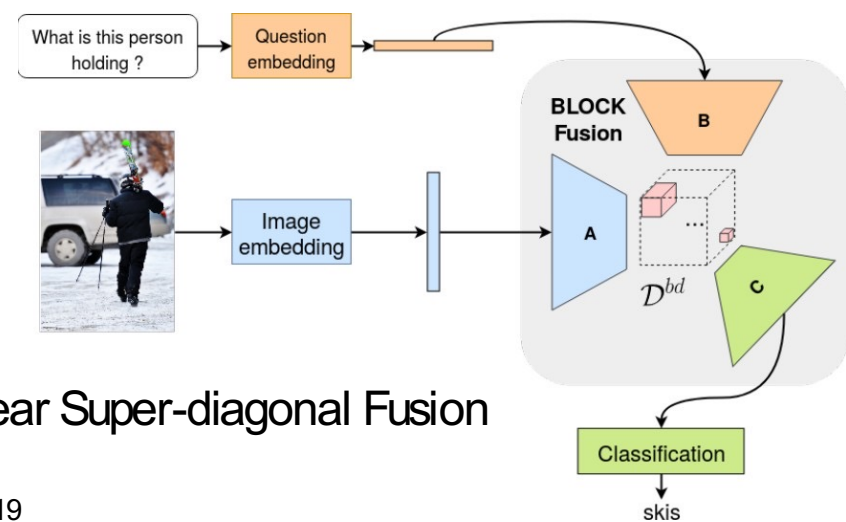 What is this person
holding ?
Question
embedding
BLOCK
Fusion
B
Image
embedding
A
...
C
𝒟^{bd}
ear Super-diagonal Fusion
Classification
19
skis